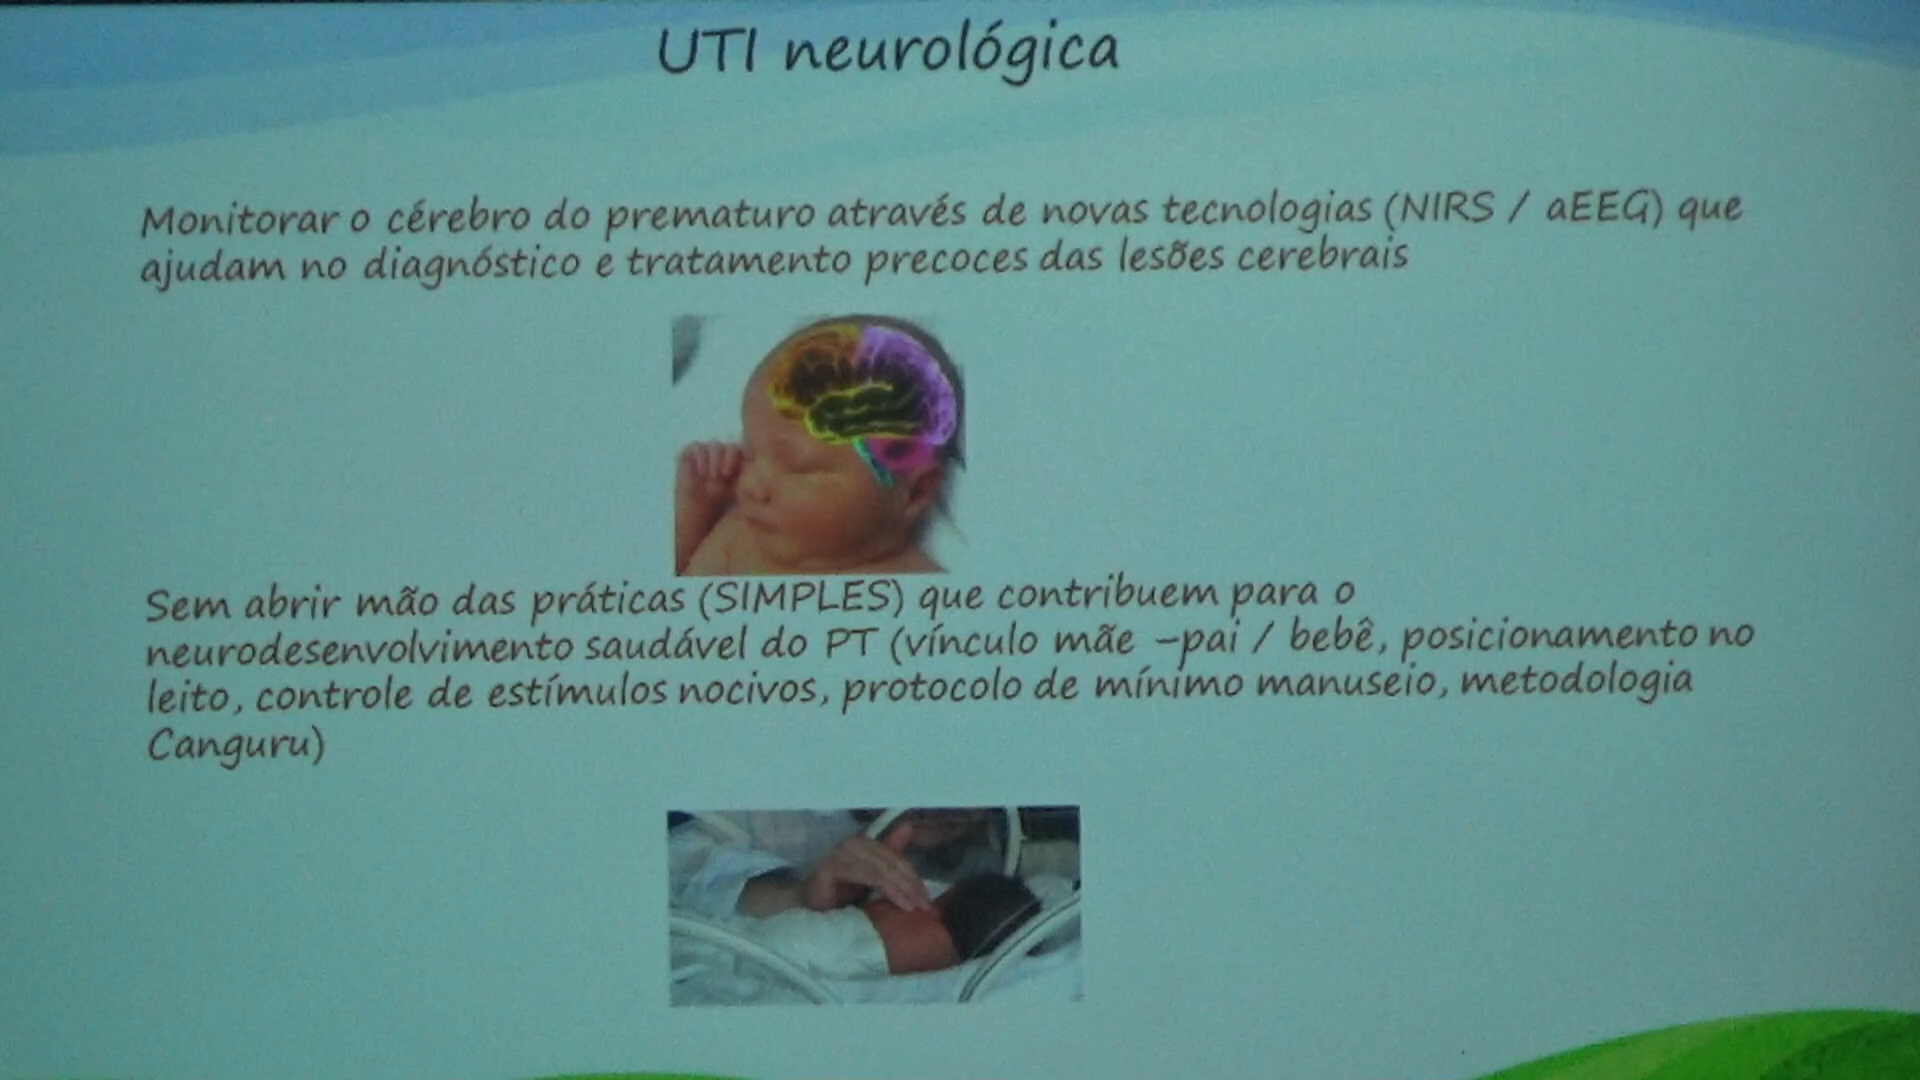 UTI neurológica
Monitorar o cérebro do prematuro através de novas tecnologias (NIRS / aEEG) que
ajudam no diagnóstico e tratamento precoces das lesões cerebrais
Sem abrir mão das práticas (SIMPLES) que contribuem para o
neurodesenvolvimento saudável do PT (vínculo mãe –pai / bebê, posicionamento no
leito, controle de estímulos nocivos, protocolo de mínimo manuseio, metodologia
Canguru)